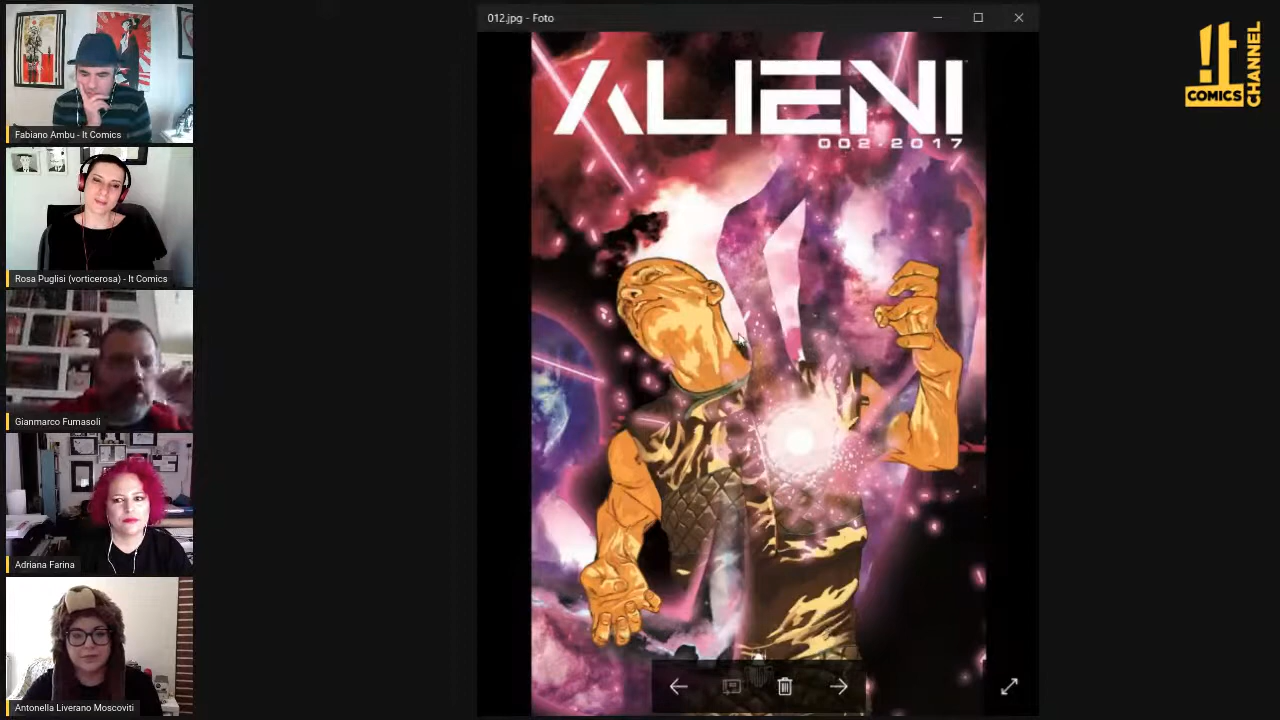 Fabiano Ambu - It Comics
Rosa Puglisi (vorticerosa) - It Comics
Gianmarco Fumasoli
Adriana Farina
Antonella Liverano Moscoviti
012.jpg - Foto
ALIENI
002-2017
!t
COMICS
CHANNEL